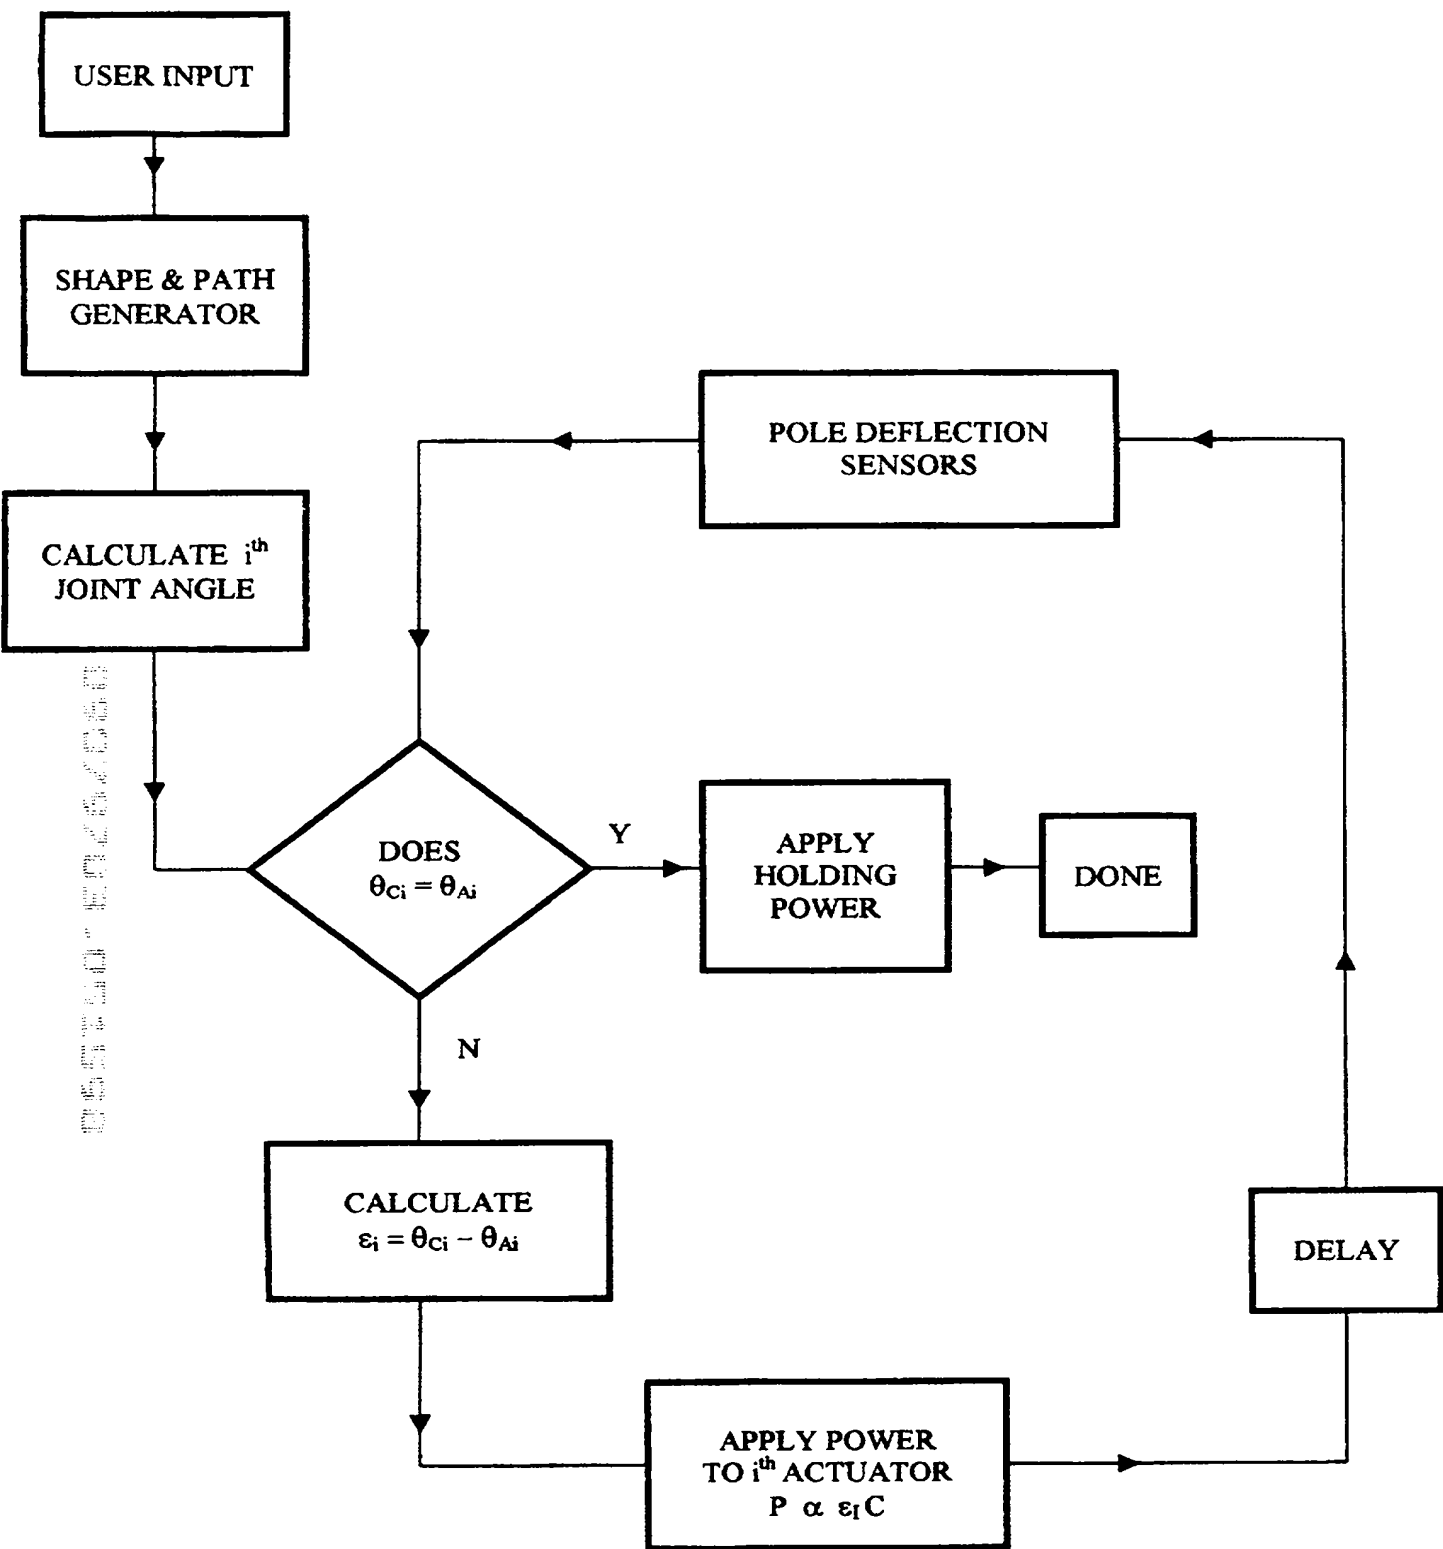 USER INPUT
SHAPE & PATH
GENERATOR
CALCULATE iᵗʰ
JOINT ANGLE
POLE DEFLECTION
SENSORS
DOES
θCi = θAi
Y
APPLY
HOLDING
POWER
DONE
N
CALCULATE
εi = θCi − θAi
DELAY
APPLY POWER
TO iᵗʰ ACTUATOR
P α εI C